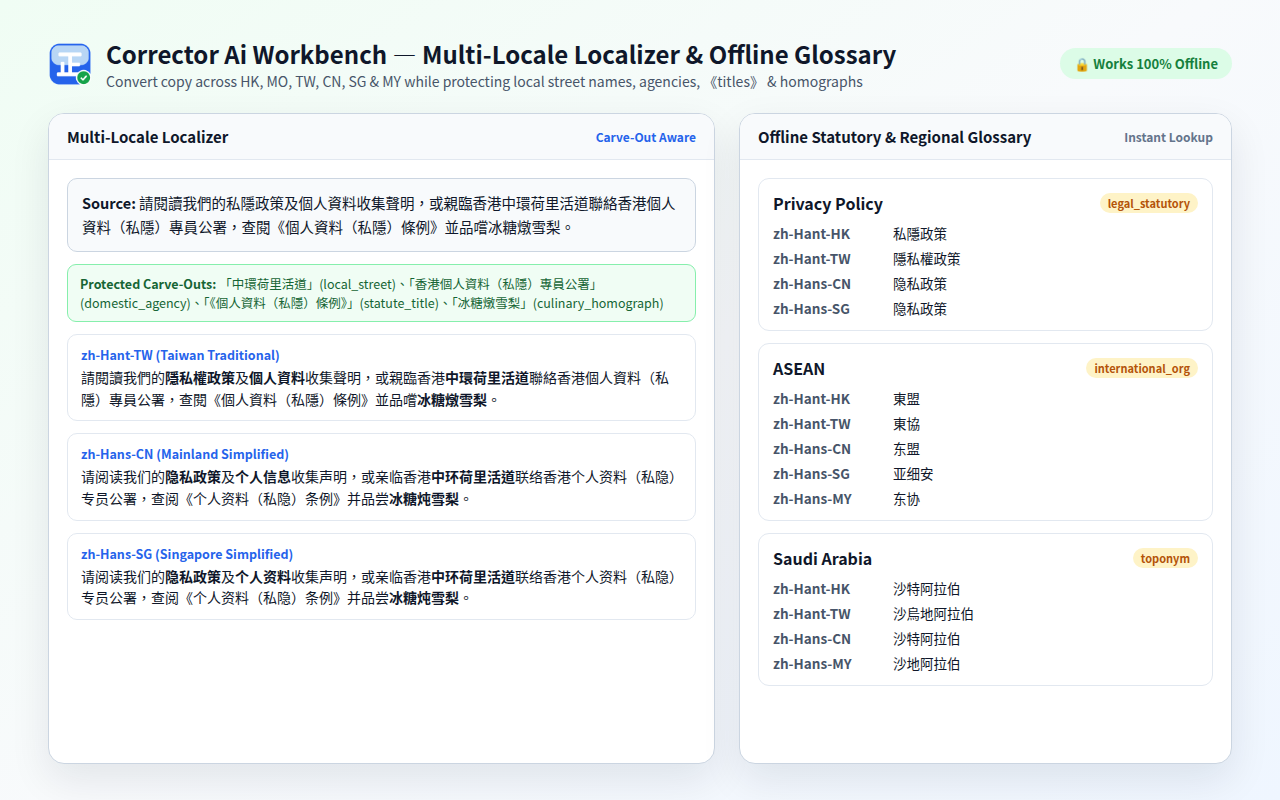 Corrector Ai Workbench — Multi-Locale Localizer & Offline Glossary
Convert copy across HK, MO, TW, CN, SG & MY while protecting local street names, agencies, 《titles》 & homographs
🔒 Works 100% Offline
Multi-Locale Localizer
Carve-Out Aware
Source: 請閱讀我們的私隱政策及個人資料收集聲明，或親臨香港中環荷里活道聯絡香港個人
資料（私隱）專員公署，查閱《個人資料（私隱）條例》並品嚐冰糖燉雪梨。
Protected Carve-Outs: 「中環荷里活道」(local_street)、「香港個人資料（私隱）專員公署」
(domestic_agency)、「《個人資料（私隱）條例》」(statute_title)、「冰糖燉雪梨」(culinary_homograph)
zh-Hant-TW (Taiwan Traditional)
請閱讀我們的隱私權政策及個人資料收集聲明，或親臨香港中環荷里活道聯絡香港個人資料（私
隱）專員公署，查閱《個人資料（私隱）條例》並品嚐冰糖燉雪梨。
zh-Hans-CN (Mainland Simplified)
请阅读我们的隐私政策及个人信息收集声明，或亲临香港中环荷里活道联络香港个人资料（私隐）
专员公署，查阅《个人资料（私隐）条例》并品尝冰糖炖雪梨。
zh-Hans-SG (Singapore Simplified)
请阅读我们的隐私政策及个人资料收集声明，或亲临香港中环荷里活道联络香港个人资料（私隐）
专员公署，查阅《个人资料（私隐）条例》并品尝冰糖炖雪梨。
Offline Statutory & Regional Glossary
Instant Lookup
Privacy Policy
legal_statutory
zh-Hant-HK 私隱政策
zh-Hant-TW 隱私權政策
zh-Hans-CN 隐私政策
zh-Hans-SG 隐私政策
ASEAN
international_org
zh-Hant-HK 東盟
zh-Hant-TW 東協
zh-Hans-CN 东盟
zh-Hans-SG 亚细安
zh-Hans-MY 东协
Saudi Arabia
toponym
zh-Hant-HK 沙特阿拉伯
zh-Hant-TW 沙烏地阿拉伯
zh-Hans-CN 沙特阿拉伯
zh-Hans-MY 沙地阿拉伯